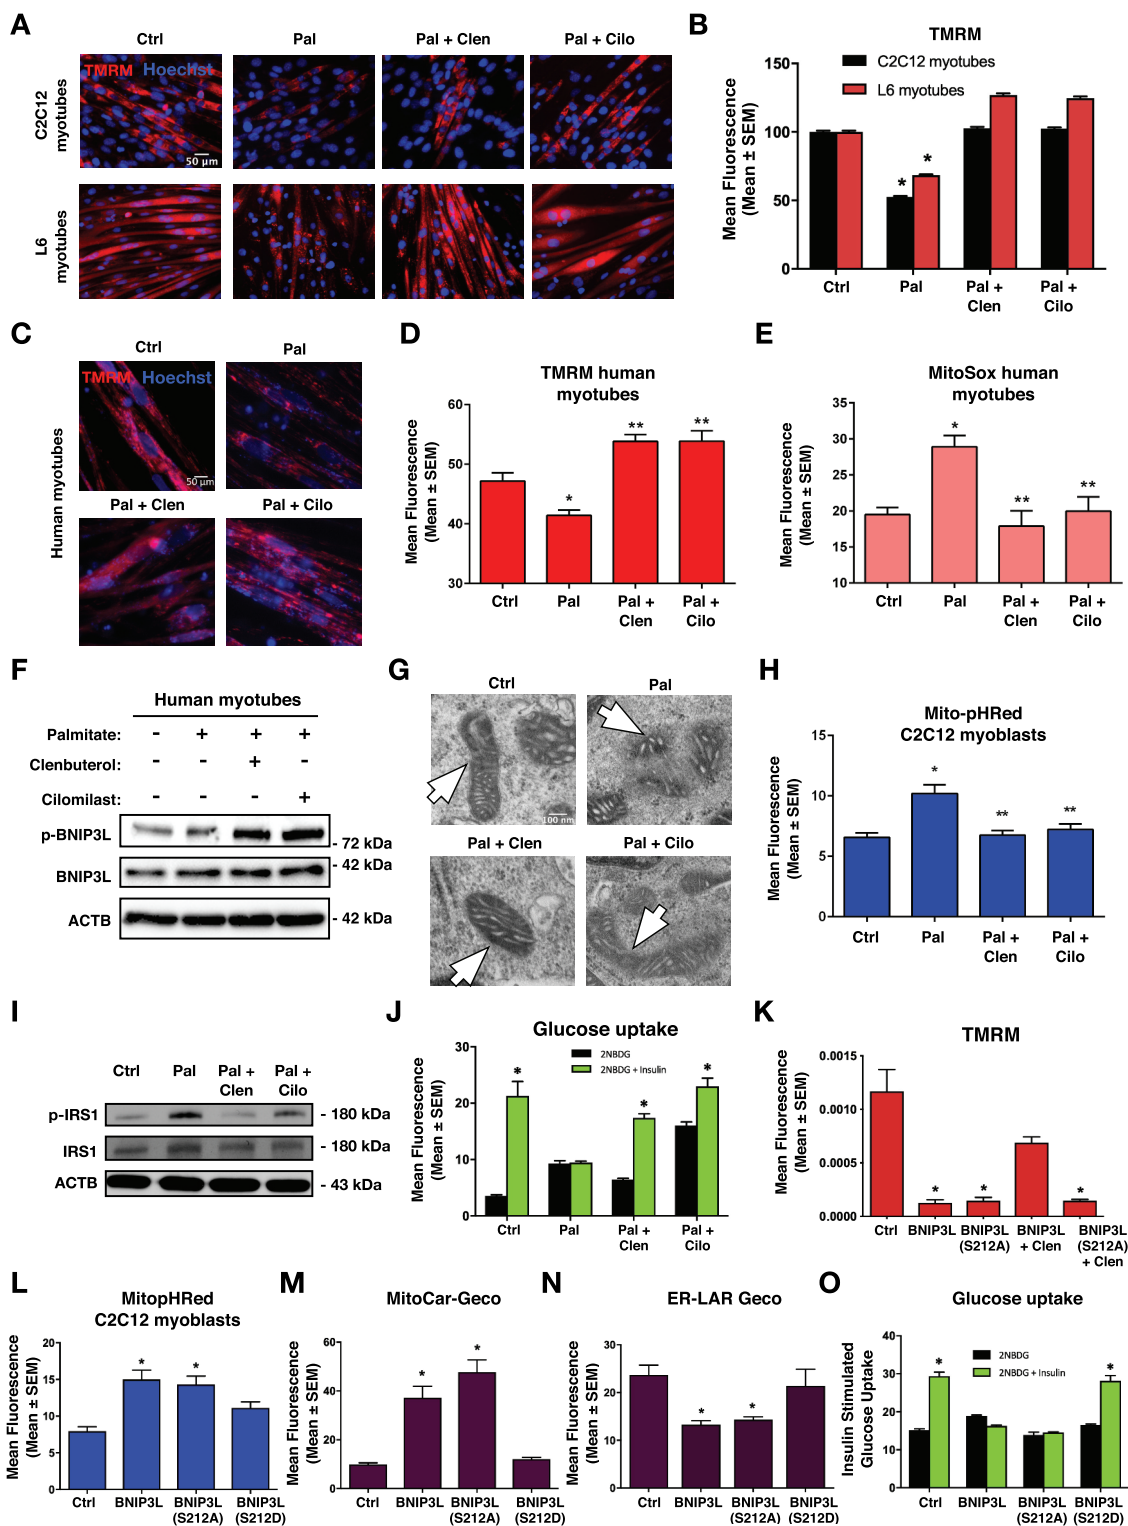 A
Ctrl
Pal
Pal + Clen
Pal + Cilo
TMRM Hoechst
50 µm
C2C12
myotubes
L6
myotubes
B
TMRM
C2C12 myotubes
L6 myotubes
Mean Fluorescence
(Mean ± SEM)
150
100
50
0
*
*
Ctrl
Pal
Pal +
Clen
Pal +
Cilo
C
Ctrl
Pal
TMRM Hoechst
50 µm
Pal + Clen
Pal + Cilo
Human myotubes
D
TMRM human
myotubes
Mean Fluorescence
(Mean ± SEM)
60
50
40
30
*
**
**
Ctrl
Pal
Pal +
Clen
Pal +
Cilo
E
MitoSox human
myotubes
Mean Fluorescence
(Mean ± SEM)
35
30
25
20
15
10
*
**
**
Ctrl
Pal
Pal +
Clen
Pal +
Cilo
F
Human myotubes
Palmitate: - + + +
Clenbuterol: - - + -
Cilomilast: - - - +
p-BNIP3L
- 72 kDa
BNIP3L
- 42 kDa
ACTB
- 42 kDa
G
Ctrl
Pal
100 nm
Pal + Clen
Pal + Cilo
H
Mito-pHRed
C2C12 myoblasts
Mean Fluorescence
(Mean ± SEM)
15
10
5
0
*
**
**
Ctrl
Pal
Pal +
Clen
Pal +
Cilo
I
Ctrl
Pal
Pal +
Clen
Pal +
Cilo
p-IRS1
- 180 kDa
IRS1
- 180 kDa
ACTB
- 43 kDa
J
Glucose uptake
2NBDG
2NBDG + Insulin
Mean Fluorescence
(Mean ± SEM)
30
20
10
0
*
*
*
Ctrl
Pal
Pal +
Clen
Pal +
Cilo
K
TMRM
Mean Fluorescence
(Mean ± SEM)
0.0015
0.0010
0.0005
0.0000
*
*
*
Ctrl
BNIP3L
BNIP3L
(S212A)
BNIP3L
+ Clen
BNIP3L
(S212A)
+ Clen
L
MitopHRed
C2C12 myoblasts
Mean Fluorescence
(Mean ± SEM)
20
15
10
5
0
*
*
Ctrl
BNIP3L
BNIP3L
(S212A)
BNIP3L
(S212D)
M
MitoCar-Geco
Mean Fluorescence
(Mean ± SEM)
60
40
20
0
*
*
Ctrl
BNIP3L
BNIP3L
(S212A)
BNIP3L
(S212D)
N
ER-LAR Geco
Mean Fluorescence
(Mean ± SEM)
30
20
10
0
*
*
Ctrl
BNIP3L
BNIP3L
(S212A)
BNIP3L
(S212D)
O
Glucose uptake
2NBDG
2NBDG + Insulin
Insulin Stimulated
Glucose Uptake
40
30
20
10
0
*
*
Ctrl
BNIP3L
BNIP3L
(S212A)
BNIP3L
(S212D)